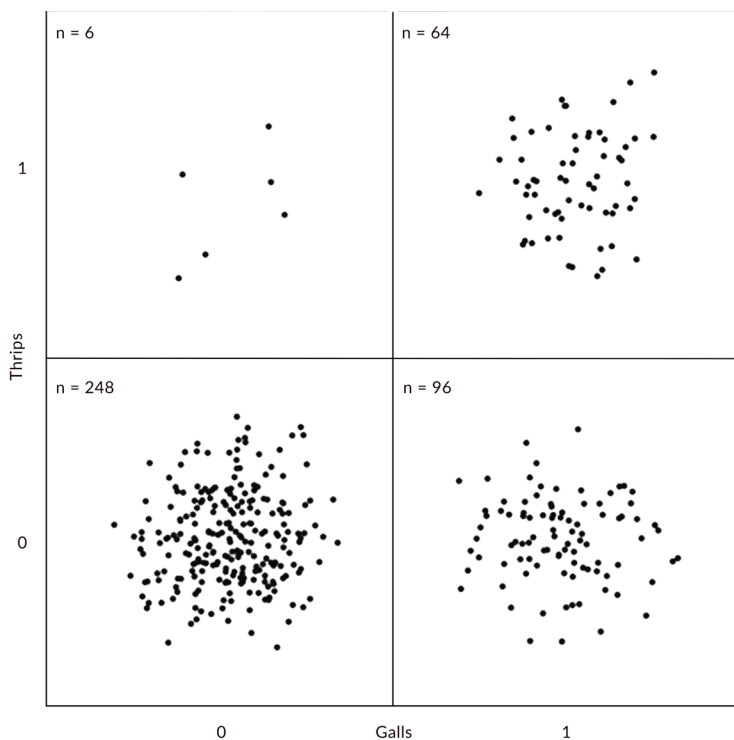 n = 6
n = 64
1
Thrips
n = 248
n = 96
0
0
Galls
1